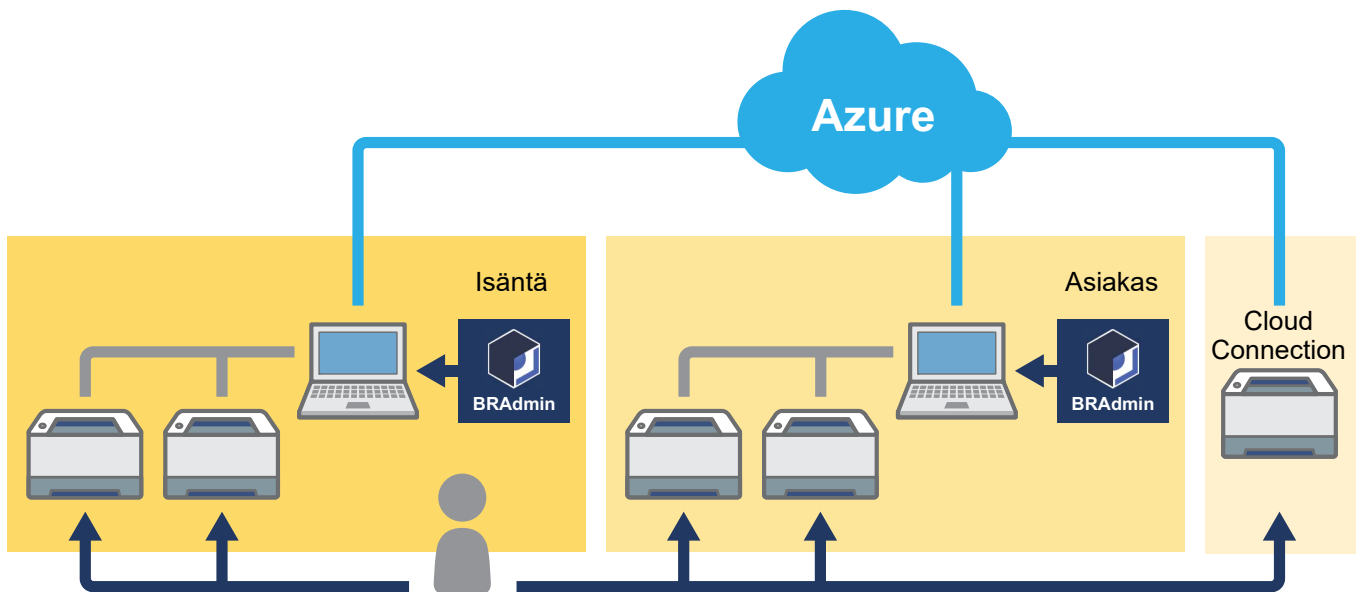 Azure
Isäntä
BRAdmin
Asiakas
BRAdmin
Cloud
Connection